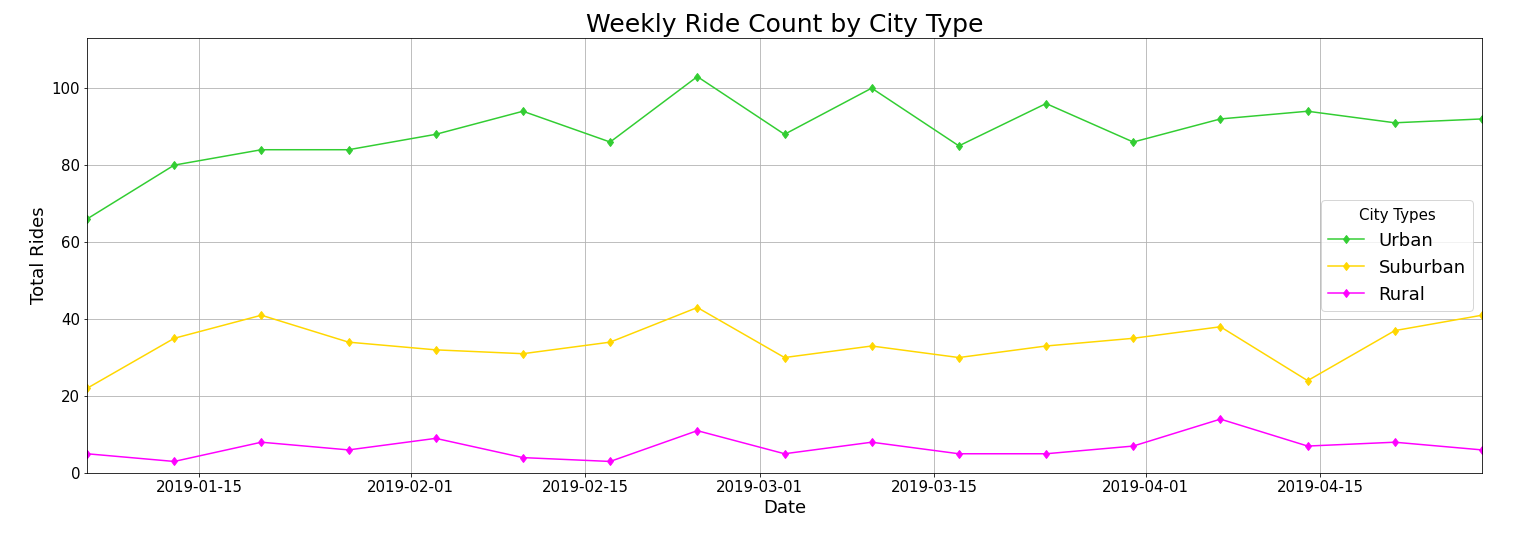 Weekly Ride Count by City Type
Total Rides
100
80
60
40
20
0
City Types
Urban
Suburban
Rural
2019-01-15 2019-02-01 2019-02-15 2019-03-01 2019-03-15 2019-04-01 2019-04-15
Date